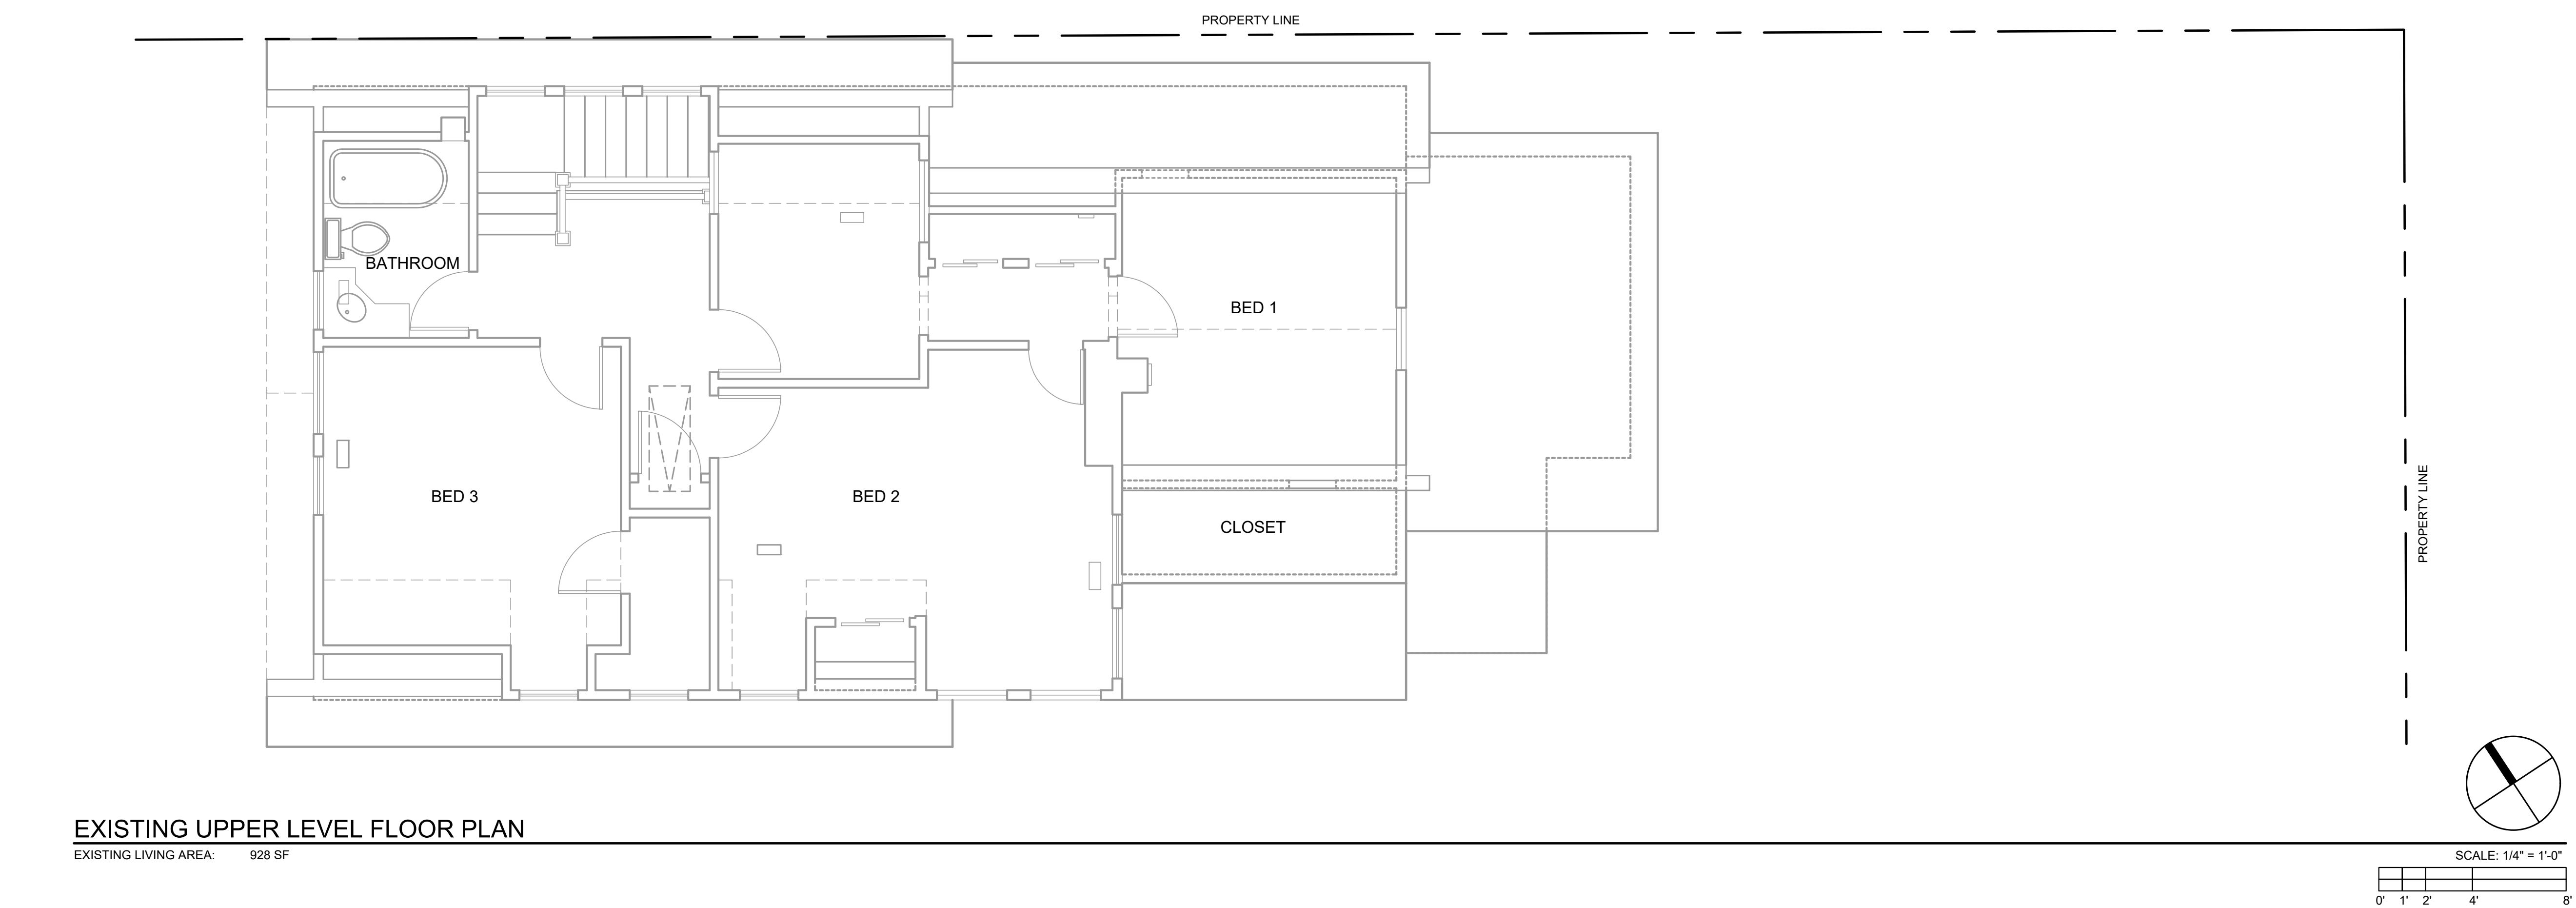 PROPERTY LINE
BATHROOM
BED 1
BED 3
BED 2
CLOSET
PROPERTY LINE
EXISTING UPPER LEVEL FLOOR PLAN
EXISTING LIVING AREA: 928 SF
SCALE: 1/4" = 1'-0"
0' 1' 2' 4' 8'